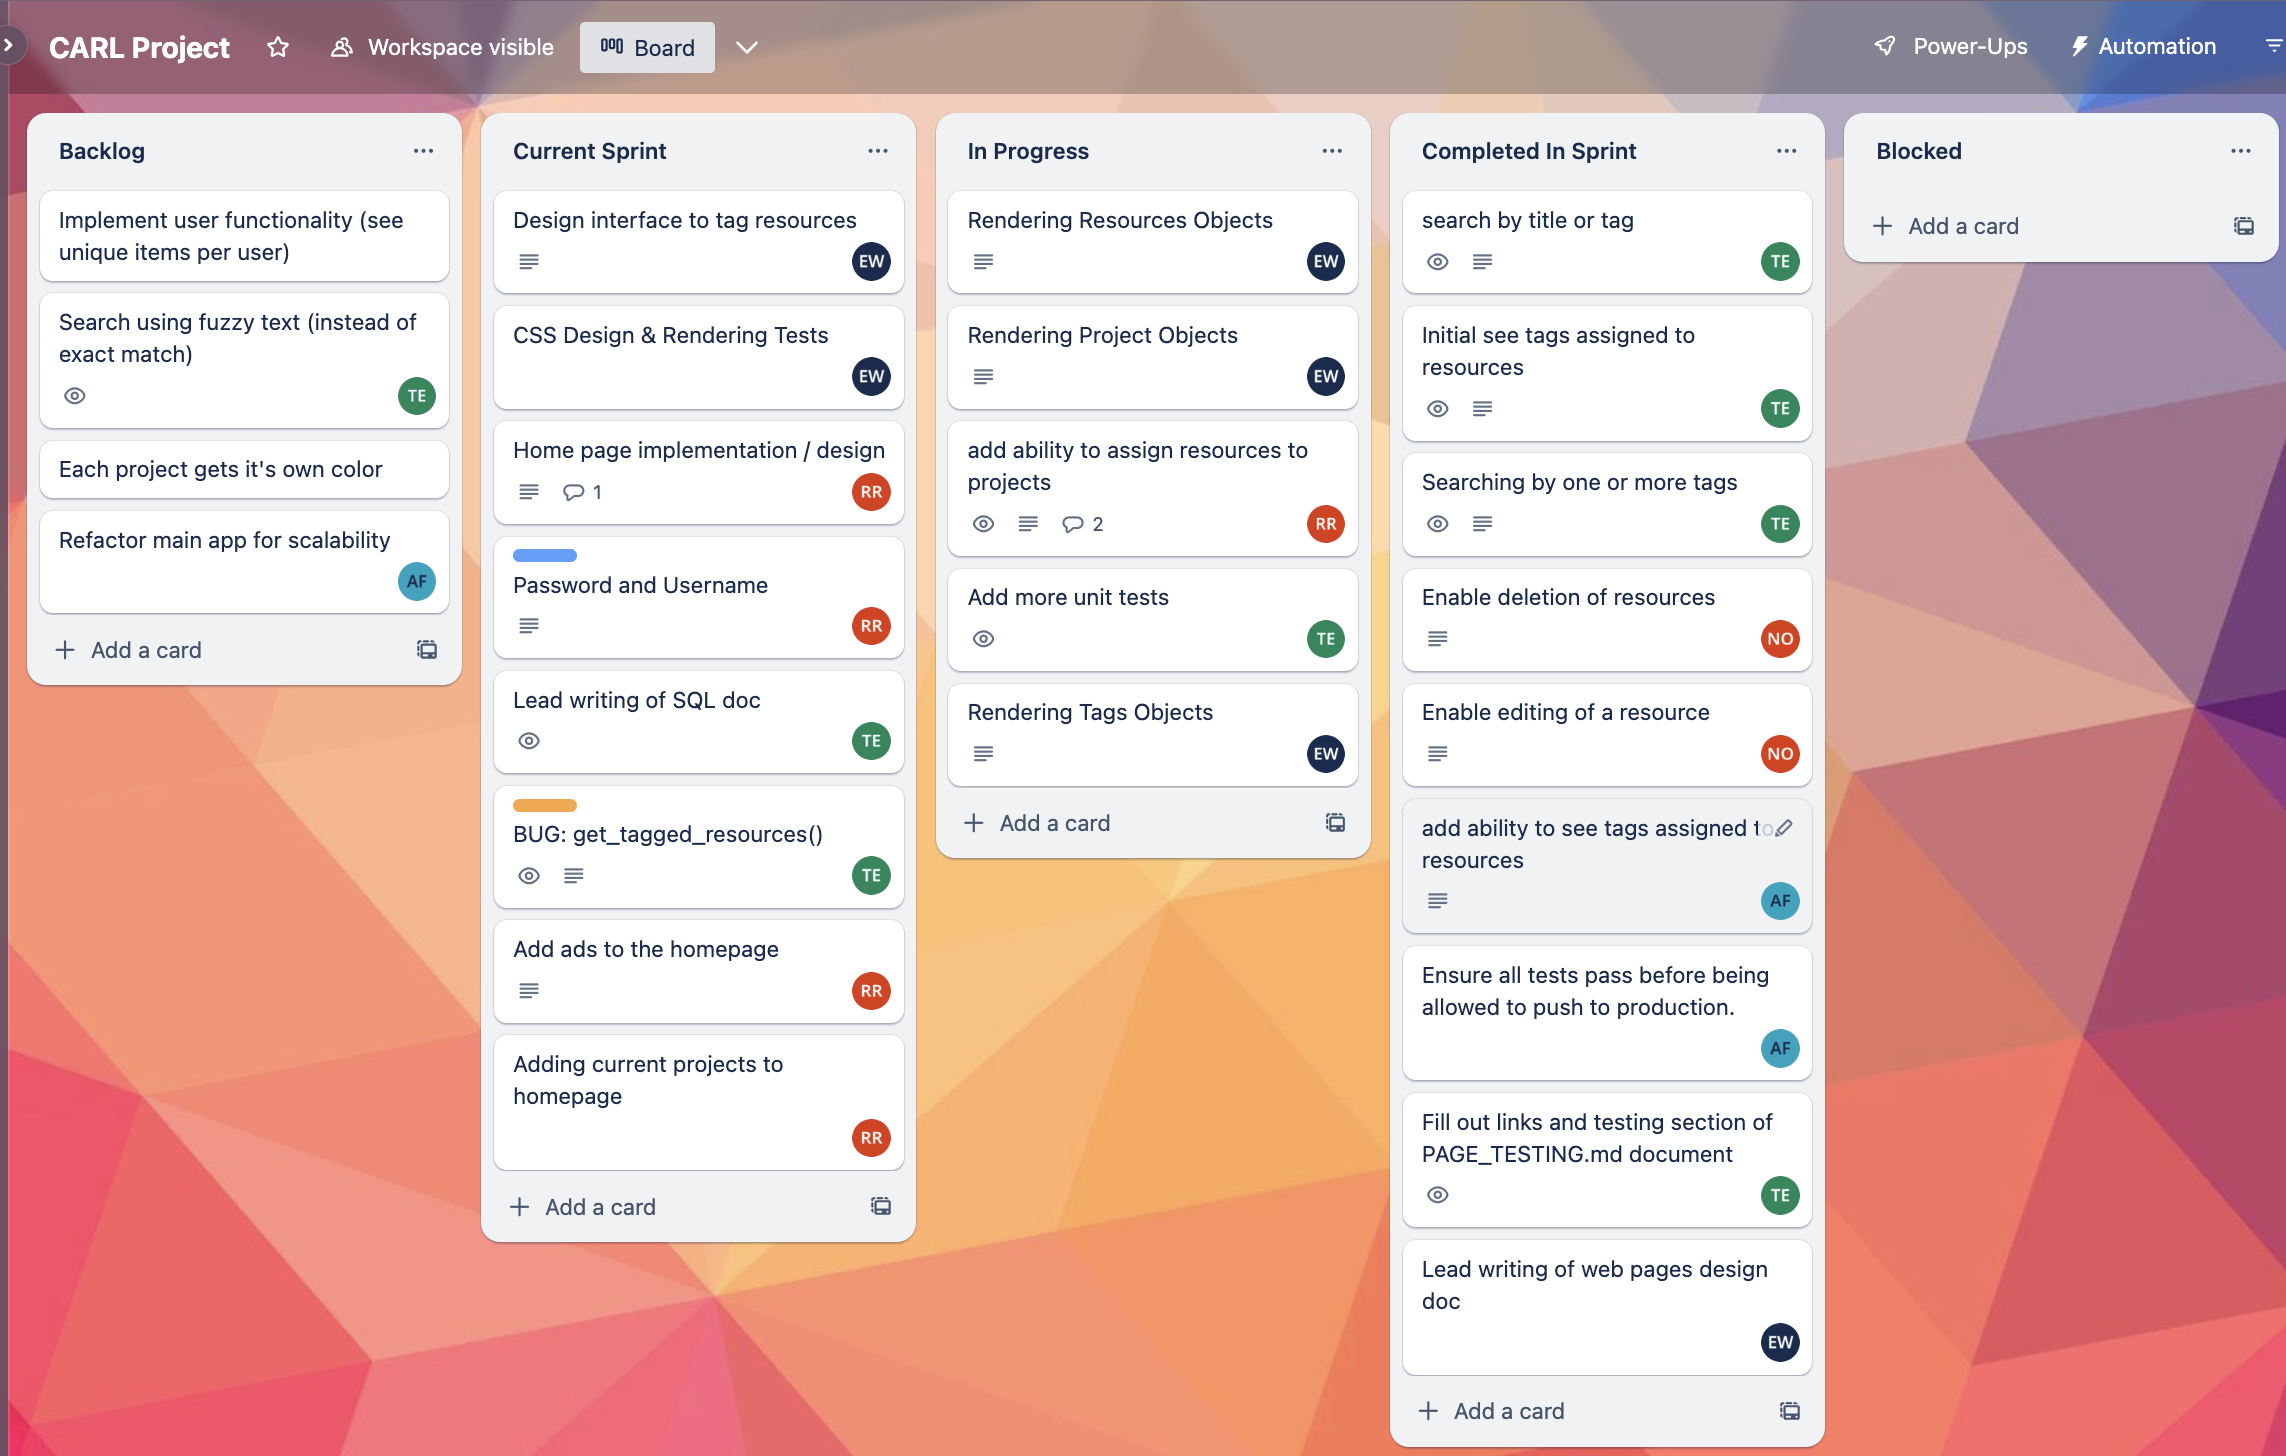 CARL Project
Workspace visible
Board
Power-Ups
Automation
Backlog
Implement user functionality (see
unique items per user)
Search using fuzzy text (instead of
exact match)
TE
Each project gets it's own color
Refactor main app for scalability
AF
Add a card
Current Sprint
Design interface to tag resources
EW
CSS Design & Rendering Tests
EW
Home page implementation / design
1
RR
Password and Username
RR
Lead writing of SQL doc
TE
BUG: get_tagged_resources()
TE
Add ads to the homepage
RR
Adding current projects to
homepage
RR
Add a card
In Progress
Rendering Resources Objects
EW
Rendering Project Objects
EW
add ability to assign resources to
projects
2
RR
Add more unit tests
TE
Rendering Tags Objects
EW
Add a card
Completed In Sprint
search by title or tag
TE
Initial see tags assigned to
resources
TE
Searching by one or more tags
TE
Enable deletion of resources
NO
Enable editing of a resource
NO
add ability to see tags assigned to
resources
AF
Ensure all tests pass before being
allowed to push to production.
AF
Fill out links and testing section of
PAGE_TESTING.md document
TE
Lead writing of web pages design
doc
EW
Add a card
Blocked
Add a card